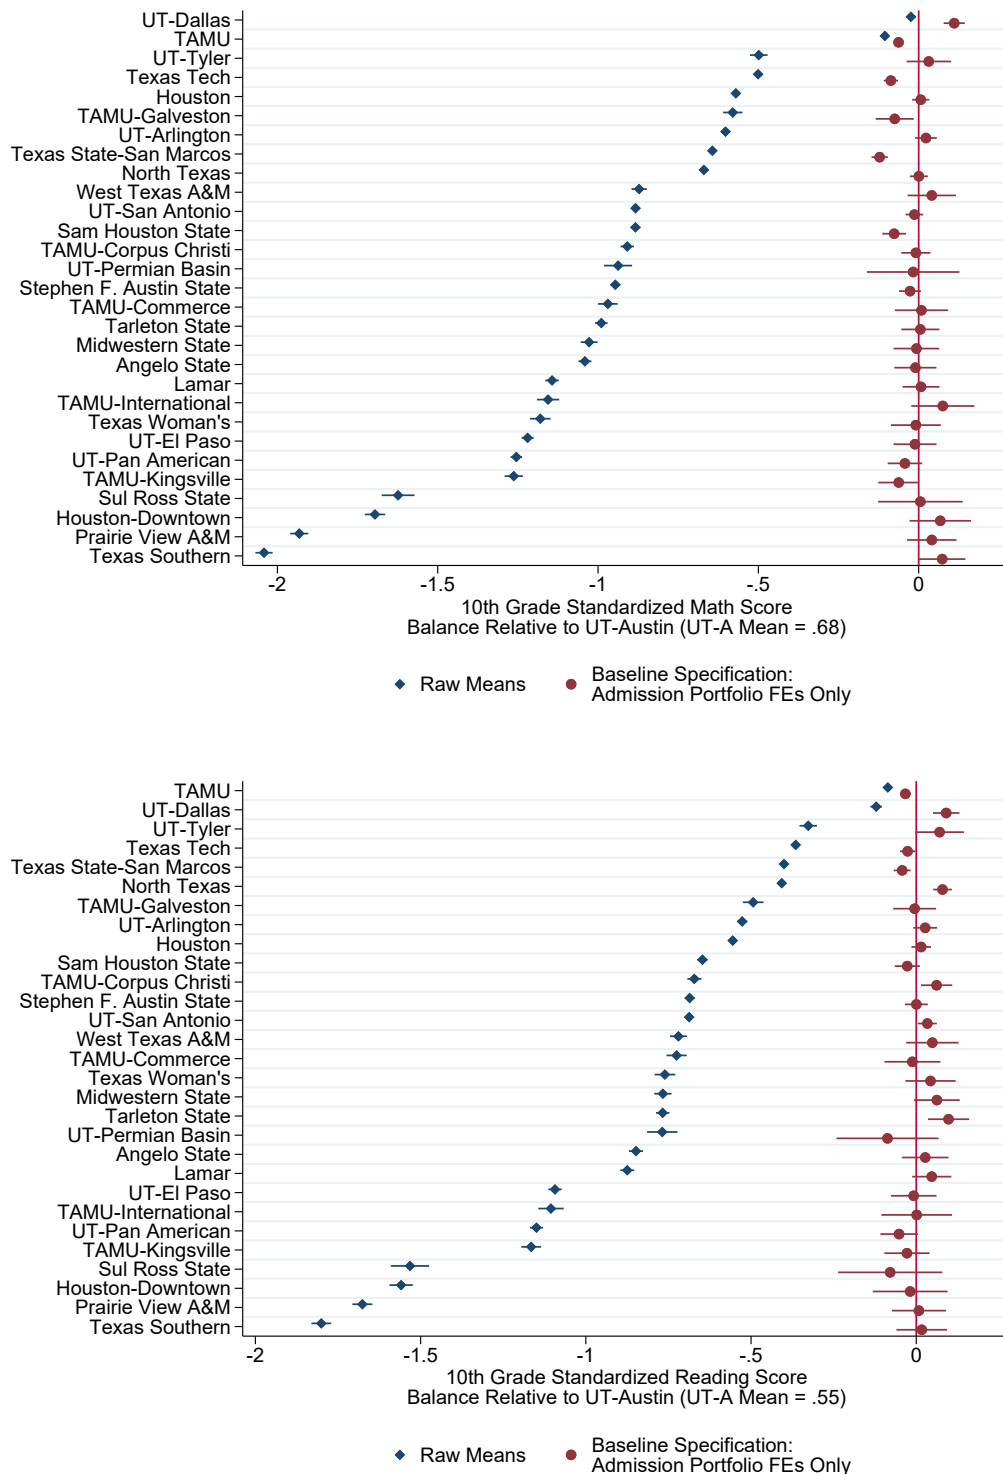 UT-Dallas
TAMU
UT-Tyler
Texas Tech
Houston
TAMU-Galveston
UT-Arlington
Texas State-San Marcos
North Texas
West Texas A&M
UT-San Antonio
Sam Houston State
TAMU-Corpus Christi
UT-Permian Basin
Stephen F. Austin State
TAMU-Commerce
Tarleton State
Midwestern State
Angelo State
Lamar
TAMU-International
Texas Woman's
UT-El Paso
UT-Pan American
TAMU-Kingsville
Sul Ross State
Houston-Downtown
Prairie View A&M
Texas Southern
-2 -1.5 -1 -.5 0
10th Grade Standardized Math Score
Balance Relative to UT-Austin (UT-A Mean = .68)
Raw Means
Baseline Specification:
Admission Portfolio FEs Only
TAMU
UT-Dallas
UT-Tyler
Texas Tech
Texas State-San Marcos
North Texas
TAMU-Galveston
UT-Arlington
Houston
Sam Houston State
TAMU-Corpus Christi
Stephen F. Austin State
UT-San Antonio
West Texas A&M
TAMU-Commerce
Texas Woman's
Midwestern State
Tarleton State
UT-Permian Basin
Angelo State
Lamar
UT-El Paso
TAMU-International
UT-Pan American
TAMU-Kingsville
Sul Ross State
Houston-Downtown
Prairie View A&M
Texas Southern
-2 -1.5 -1 -.5 0
10th Grade Standardized Reading Score
Balance Relative to UT-Austin (UT-A Mean = .55)
Raw Means
Baseline Specification:
Admission Portfolio FEs Only